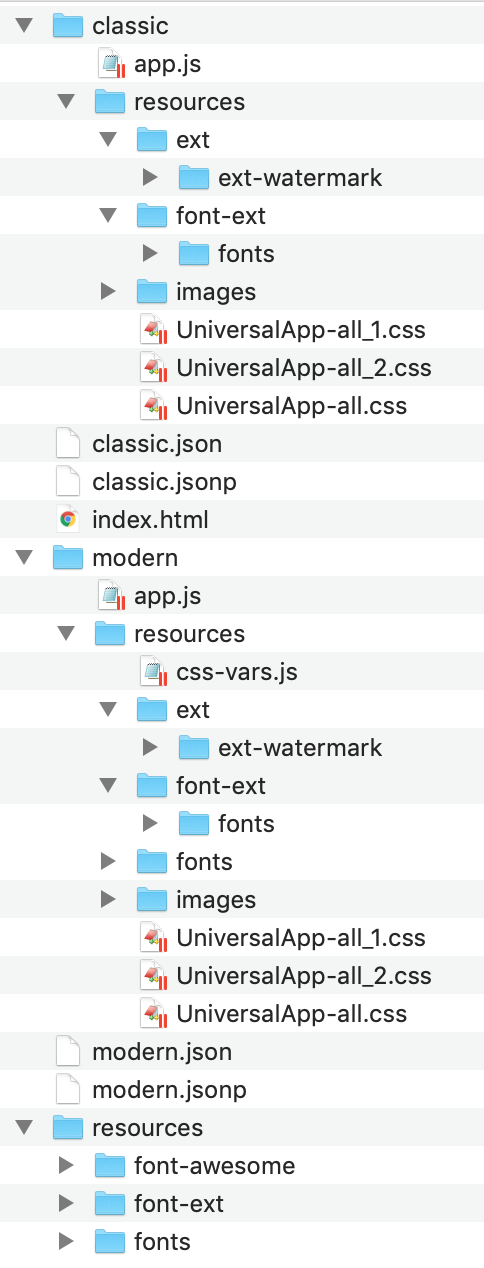 classic
app.js
resources
ext
ext-watermark
font-ext
fonts
images
UniversalApp-all_1.css
UniversalApp-all_2.css
UniversalApp-all.css
classic.json
classic.jsonp
index.html
modern
app.js
resources
css-vars.js
ext
ext-watermark
font-ext
fonts
fonts
images
UniversalApp-all_1.css
UniversalApp-all_2.css
UniversalApp-all.css
modern.json
modern.jsonp
resources
font-awesome
font-ext
fonts